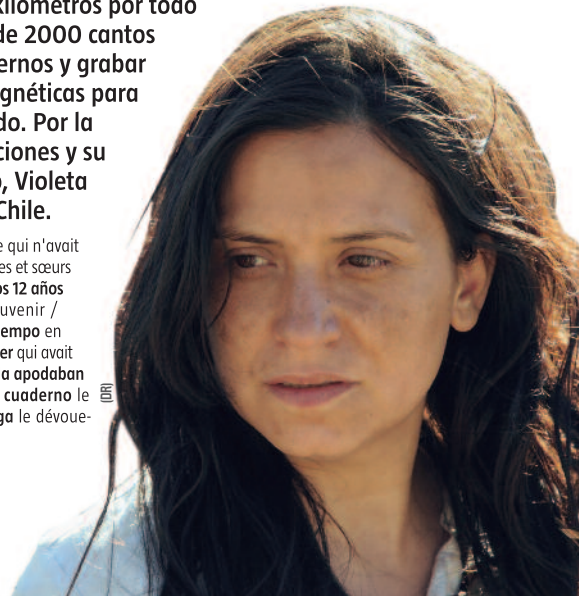 kilómetros por todo
de 2000 cantos
ernos y grabar
gnéticas para
do. Por la
ciones y su
, Violeta
Chile.
e qui n'avait
es et sœurs
os 12 años
uvenir /
empo en
er qui avait
a apodaban
cuaderno le
ga le dévoue-
(DR)